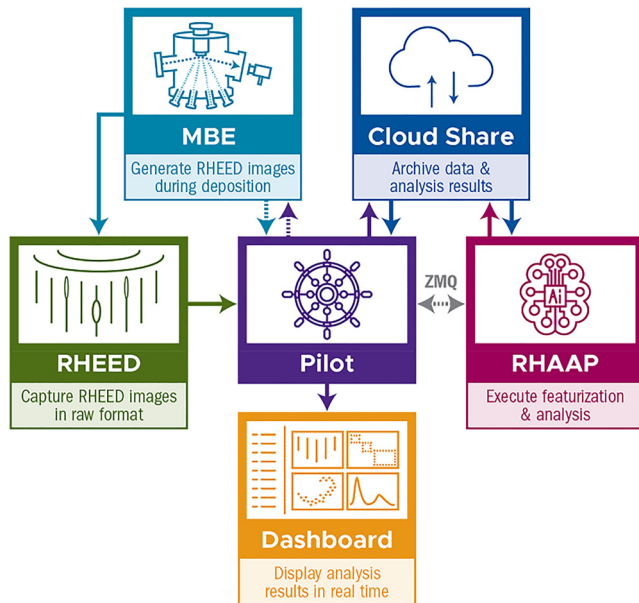 MBE
Generate RHEED images
during deposition
Cloud Share
Archive data &
analysis results
RHEED
Capture RHEED images
in raw format
Pilot
ZMQ
Ai
RHAAP
Execute featurization
& analysis
Dashboard
Display analysis
results in real time